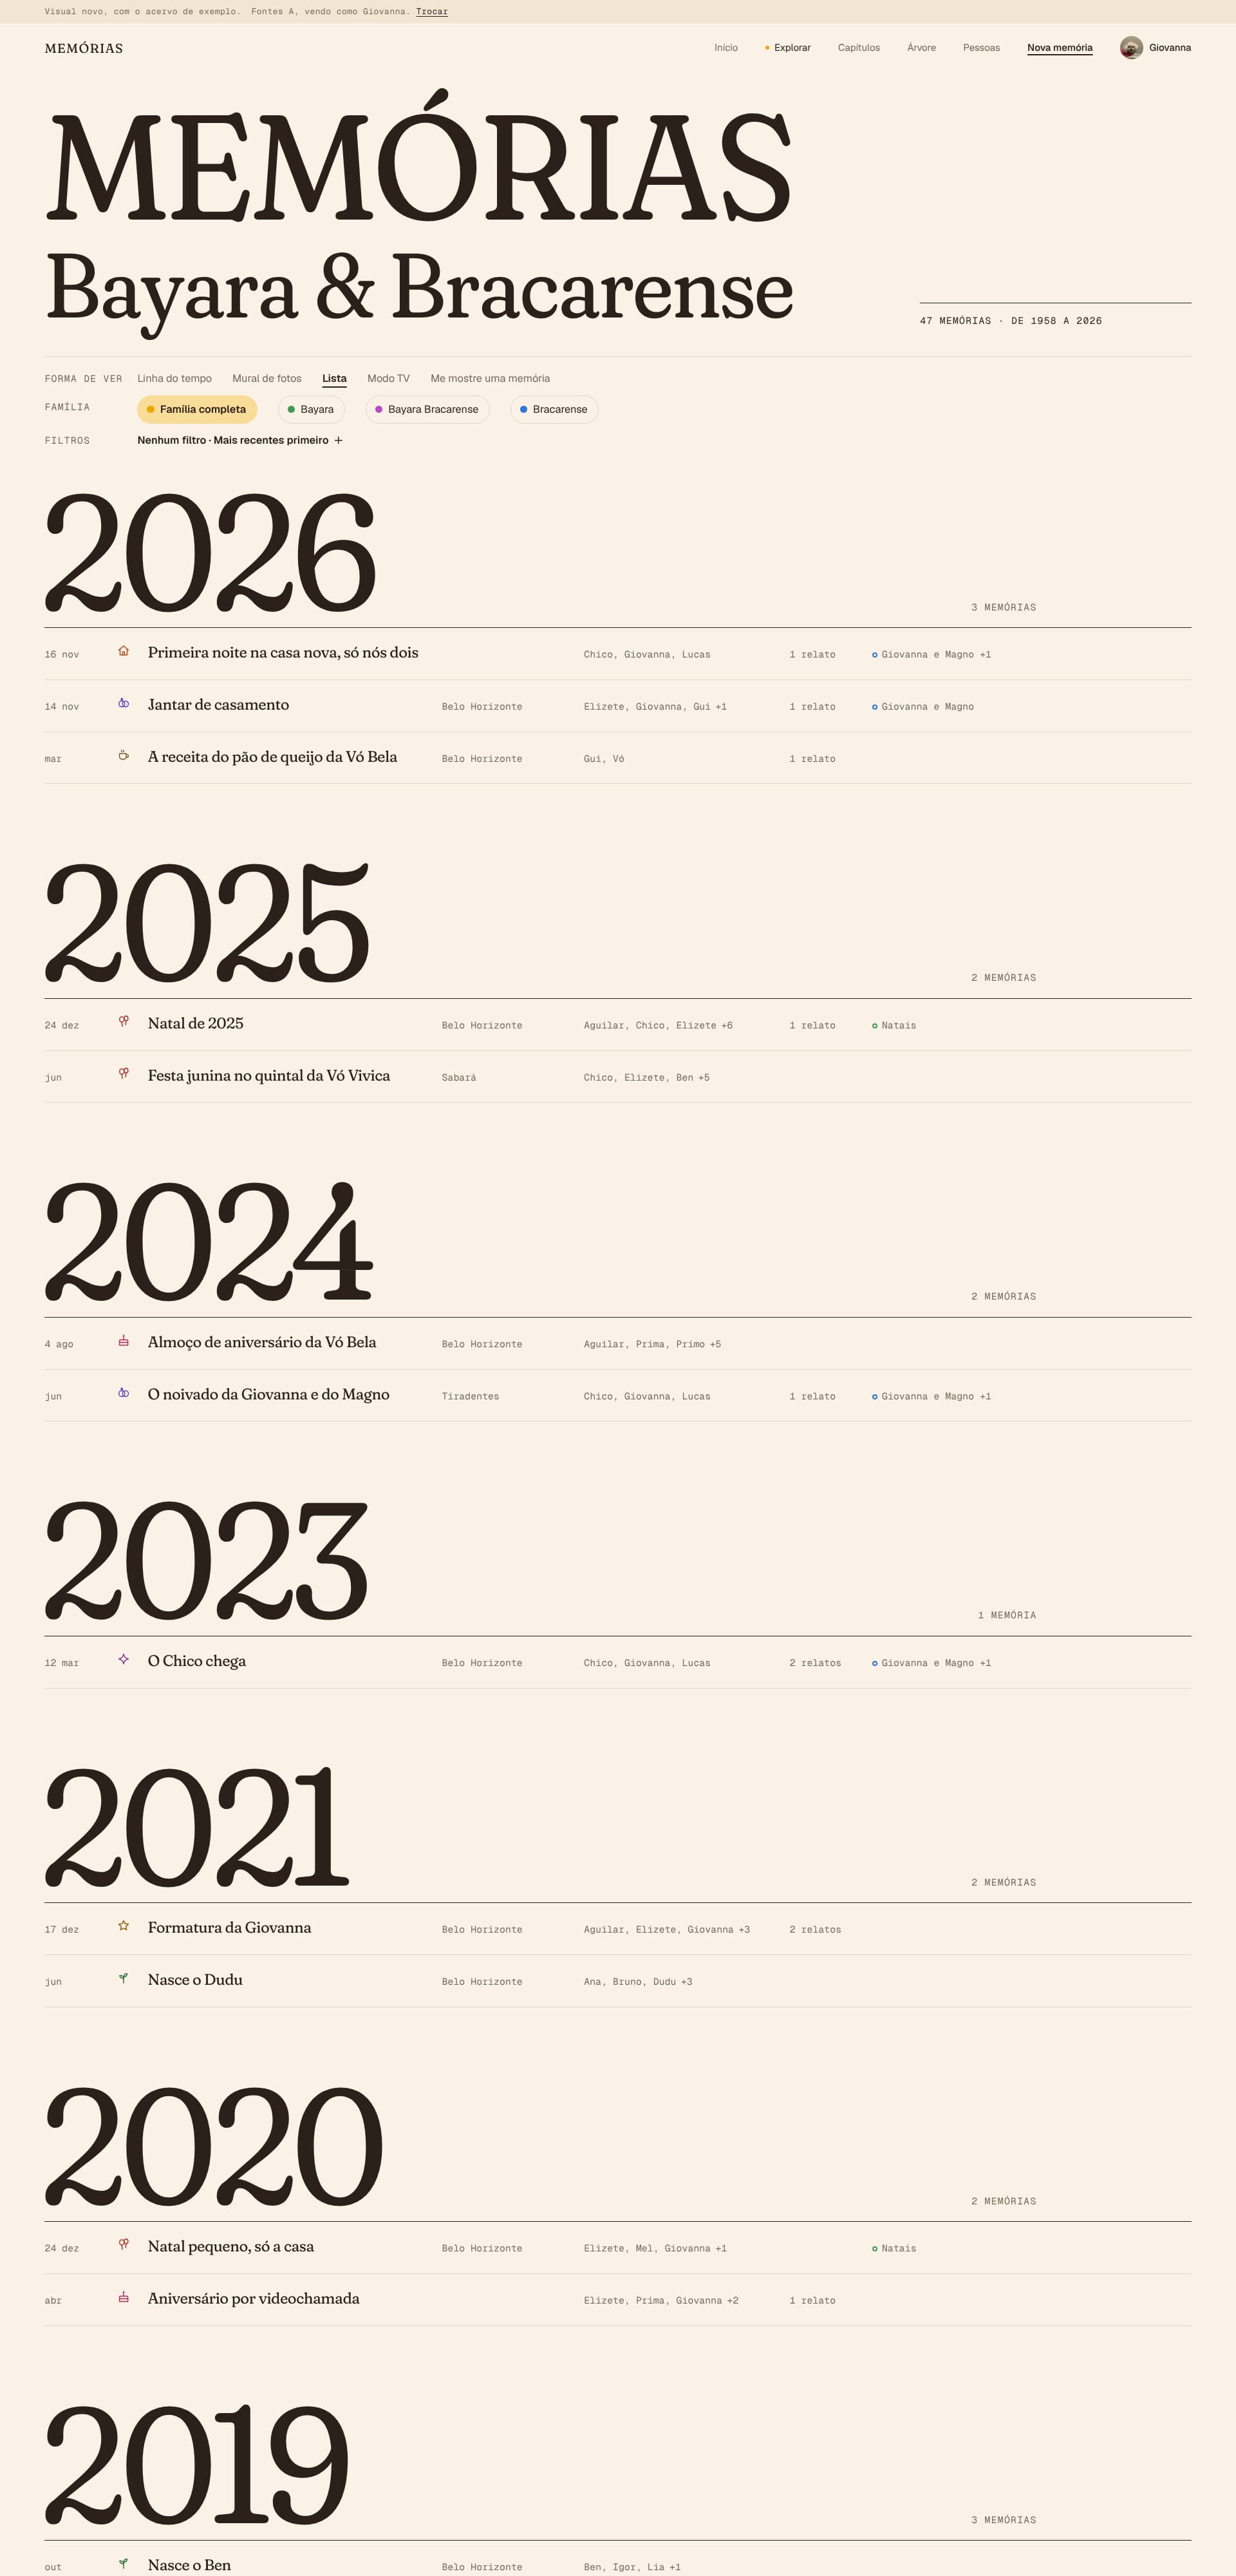 Visual novo, com o acervo de exemplo. Fontes A, vendo como Giovanna. Trocar
MEMÓRIAS Início Explorar Capítulos Árvore Pessoas Nova memória Giovanna
MEMÓRIAS
Bayara & Bracarense
47 MEMÓRIAS · DE 1958 A 2026
FORMA DE VER Linha do tempo Mural de fotos Lista Modo TV Me mostre uma memória
FAMÍLIA Família completa Bayara Bayara Bracarense Bracarense
FILTROS Nenhum filtro · Mais recentes primeiro +
2026
3 MEMÓRIAS
16 nov Primeira noite na casa nova, só nós dois Chico, Giovanna, Lucas 1 relato Giovanna e Magno +1
14 nov Jantar de casamento Belo Horizonte Elizete, Giovanna, Gui +1 1 relato Giovanna e Magno
mar A receita do pão de queijo da Vó Bela Belo Horizonte Gui, Vó 1 relato
2025
2 MEMÓRIAS
24 dez Natal de 2025 Belo Horizonte Aguilar, Chico, Elizete +6 1 relato Natais
jun Festa junina no quintal da Vó Vivica Sabará Chico, Elizete, Ben +5
2024
2 MEMÓRIAS
4 ago Almoço de aniversário da Vó Bela Belo Horizonte Aguilar, Prima, Primo +5
jun O noivado da Giovanna e do Magno Tiradentes Chico, Giovanna, Lucas 1 relato Giovanna e Magno +1
2023
1 MEMÓRIA
12 mar O Chico chega Belo Horizonte Chico, Giovanna, Lucas 2 relatos Giovanna e Magno +1
2021
2 MEMÓRIAS
17 dez Formatura da Giovanna Belo Horizonte Aguilar, Elizete, Giovanna +3 2 relatos
jun Nasce o Dudu Belo Horizonte Ana, Bruno, Dudu +3
2020
2 MEMÓRIAS
24 dez Natal pequeno, só a casa Belo Horizonte Elizete, Mel, Giovanna +1 Natais
abr Aniversário por videochamada Elizete, Prima, Giovanna +2 1 relato
2019
3 MEMÓRIAS
out Nasce o Ben Belo Horizonte Ben, Igor, Lia +1